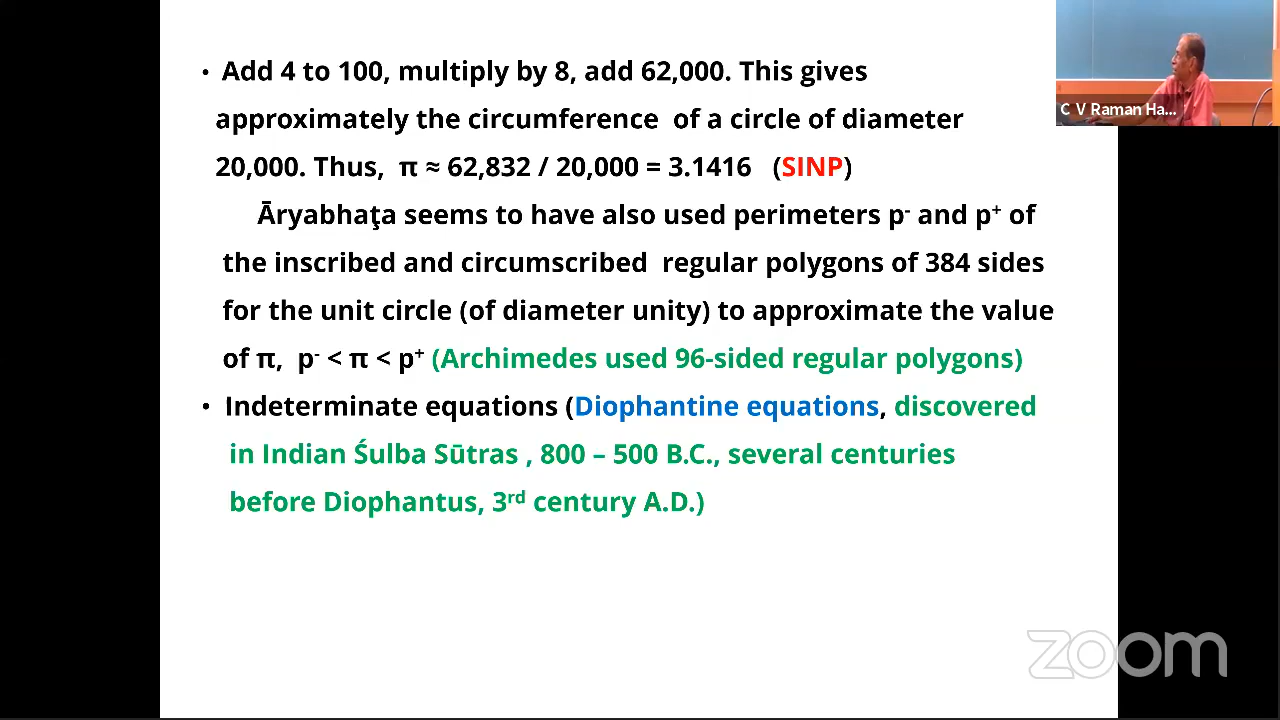 • Add 4 to 100, multiply by 8, add 62,000. This gives
approximately the circumference of a circle of diameter
20,000. Thus, π ≈ 62,832 / 20,000 = 3.1416 (SINP)
Āryabhaţa seems to have also used perimeters p⁻ and p⁺ of
the inscribed and circumscribed regular polygons of 384 sides
for the unit circle (of diameter unity) to approximate the value
of π, p⁻ < π < p⁺ (Archimedes used 96-sided regular polygons)
• Indeterminate equations (Diophantine equations, discovered
in Indian Śulba Sūtras , 800 – 500 B.C., several centuries
before Diophantus, 3rd century A.D.)
C V Raman Ha...
zoom